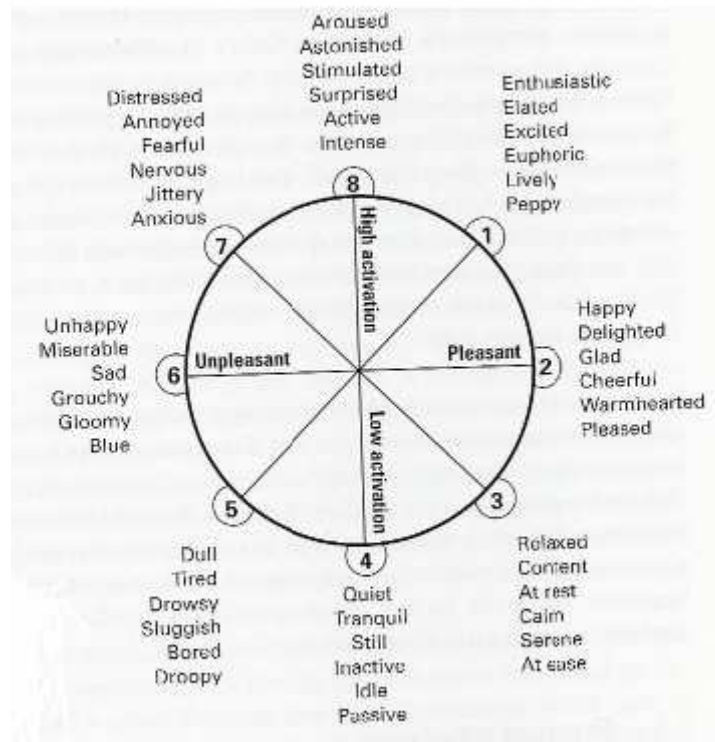 Aroused
Astonished
Stimulated
Surprised
Active
Intense
8
High activation
Enthusiastic
Elated
Excited
Euphoric
Lively
Peppy
1
Pleasant
2
Happy
Delighted
Glad
Cheerful
Warmhearted
Pleased
3
Relaxed
Content
At rest
Calm
Serene
At ease
Low activation
4
Quiet
Tranquil
Still
Inactive
Idle
Passive
5
Dull
Tired
Drowsy
Sluggish
Bored
Droopy
Unpleasant
6
Unhappy
Miserable
Sad
Grouchy
Gloomy
Blue
7
Distressed
Annoyed
Fearful
Nervous
Jittery
Anxious